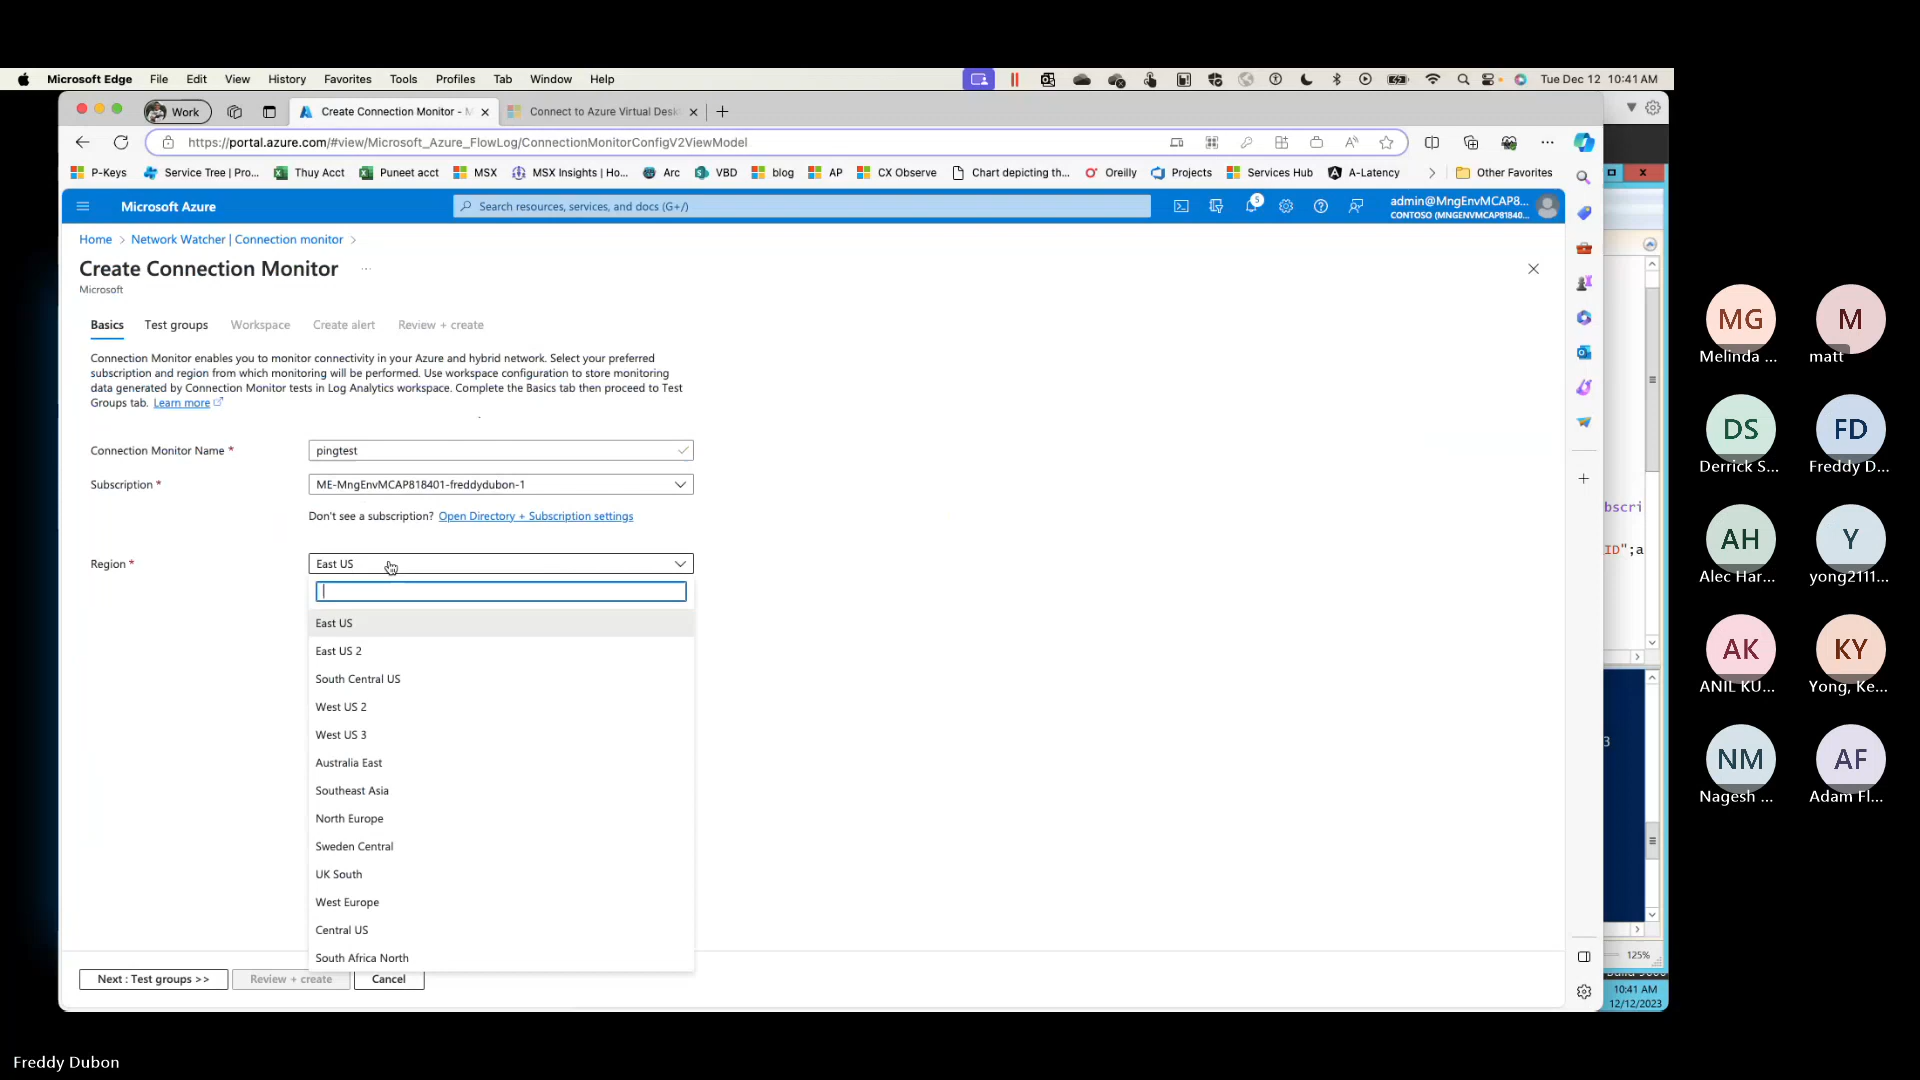 Microsoft Edge File Edit View History Favorites Tools Profiles Tab Window Help Tue Dec 12 10:41 AM
Work Create Connection Monitor - M Connect to Azure Virtual Desk
https://portal.azure.com/#view/Microsoft_Azure_FlowLog/ConnectionMonitorConfigV2ViewModel
P-Keys Service Tree | Pro... Thuy Acct Puneet acct MSX MSX Insights | Ho... Arc VBD blog AP CX Observe Chart depicting th... Oreilly Projects Services Hub A-Latency Other Favorites
Microsoft Azure Search resources, services, and docs (G+/) 5 admin@MngEnvMCAP8...
CONTOSO (MNGENVMCAP81840...
Home > Network Watcher | Connection monitor >
Create Connection Monitor ...
Microsoft
Basics Test groups Workspace Create alert Review + create
Connection Monitor enables you to monitor connectivity in your Azure and hybrid network. Select your preferred
subscription and region from which monitoring will be performed. Use workspace configuration to store monitoring
data generated by Connection Monitor tests in Log Analytics workspace. Complete the Basics tab then proceed to Test
Groups tab. Learn more
Connection Monitor Name * pingtest
Subscription * ME-MngEnvMCAP818401-freddydubon-1
Don't see a subscription? Open Directory + Subscription settings
Region * East US
East US
East US 2
South Central US
West US 2
West US 3
Australia East
Southeast Asia
North Europe
Sweden Central
UK South
West Europe
Central US
South Africa North
Next : Test groups >> Review + create Cancel
bscri
ID";a
3
125%
10:41 AM
12/12/2023
MG M
Melinda ... matt
DS FD
Derrick S... Freddy D...
AH Y
Alec Har... yong2111...
AK KY
ANIL KU... Yong, Ke...
NM AF
Nagesh ... Adam Fl...
Freddy Dubon